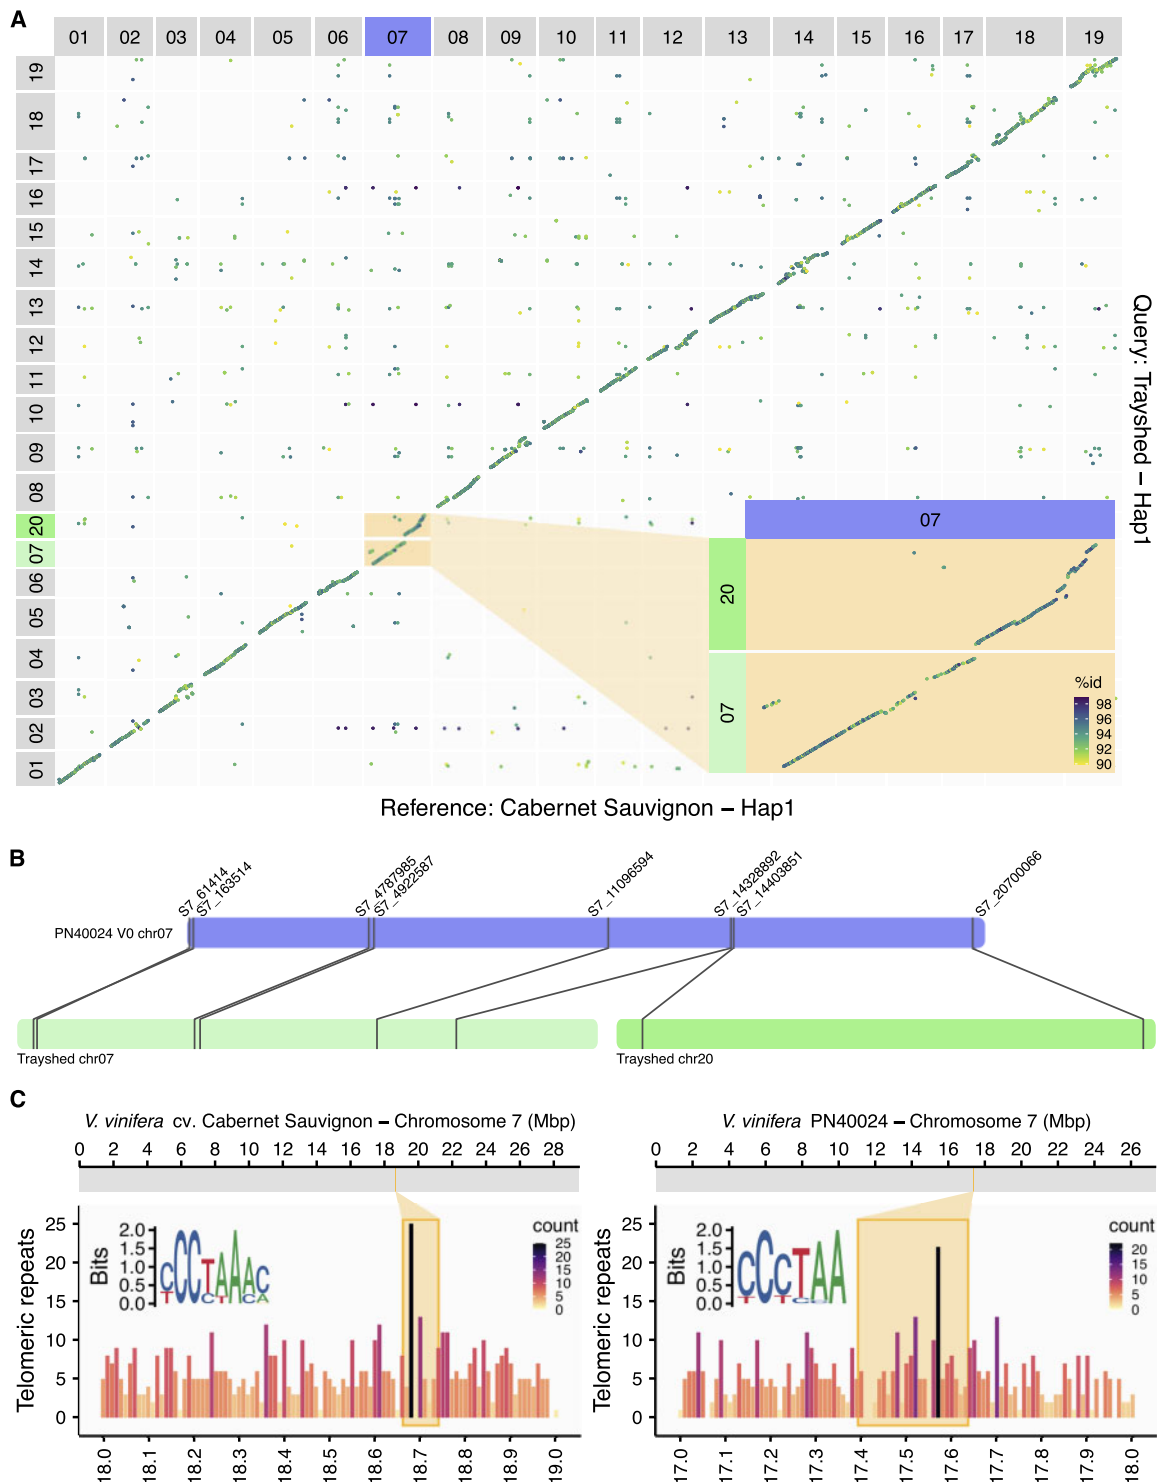 A
01 02 03 04 05 06 07 08 09 10 11 12 13 14 15 16 17 18 19
19
18
17
16
15
14
13
12
11
10
09
08
20
07
06
05
04
03
02
01
Query: Trayshed – Hap1
07
20
07
%id
98
96
94
92
90
Reference: Cabernet Sauvignon – Hap1
B
S7_61414
S7_163514
S7_4787985
S7_4922587
S7_11096594
S7_14328892
S7_14403851
S7_20700066
PN40024 V0 chr07
Trayshed chr07
Trayshed chr20
C
V. vinifera cv. Cabernet Sauvignon – Chromosome 7 (Mbp)
0 2 4 6 8 10 12 14 16 18 20 22 24 26 28
Telomeric repeats
25
20
15
10
5
0
Bits
2.0
1.5
1.0
0.5
0.0
count
25
20
15
10
5
0
18.0 18.1 18.2 18.3 18.4 18.5 18.6 18.7 18.8 18.9 19.0
V. vinifera PN40024 – Chromosome 7 (Mbp)
0 2 4 6 8 10 12 14 16 18 20 22 24 26
Telomeric repeats
25
20
15
10
5
0
Bits
2.0
1.5
1.0
0.5
0.0
count
20
15
10
5
0
17.0 17.1 17.2 17.3 17.4 17.5 17.6 17.7 17.8 17.9 18.0